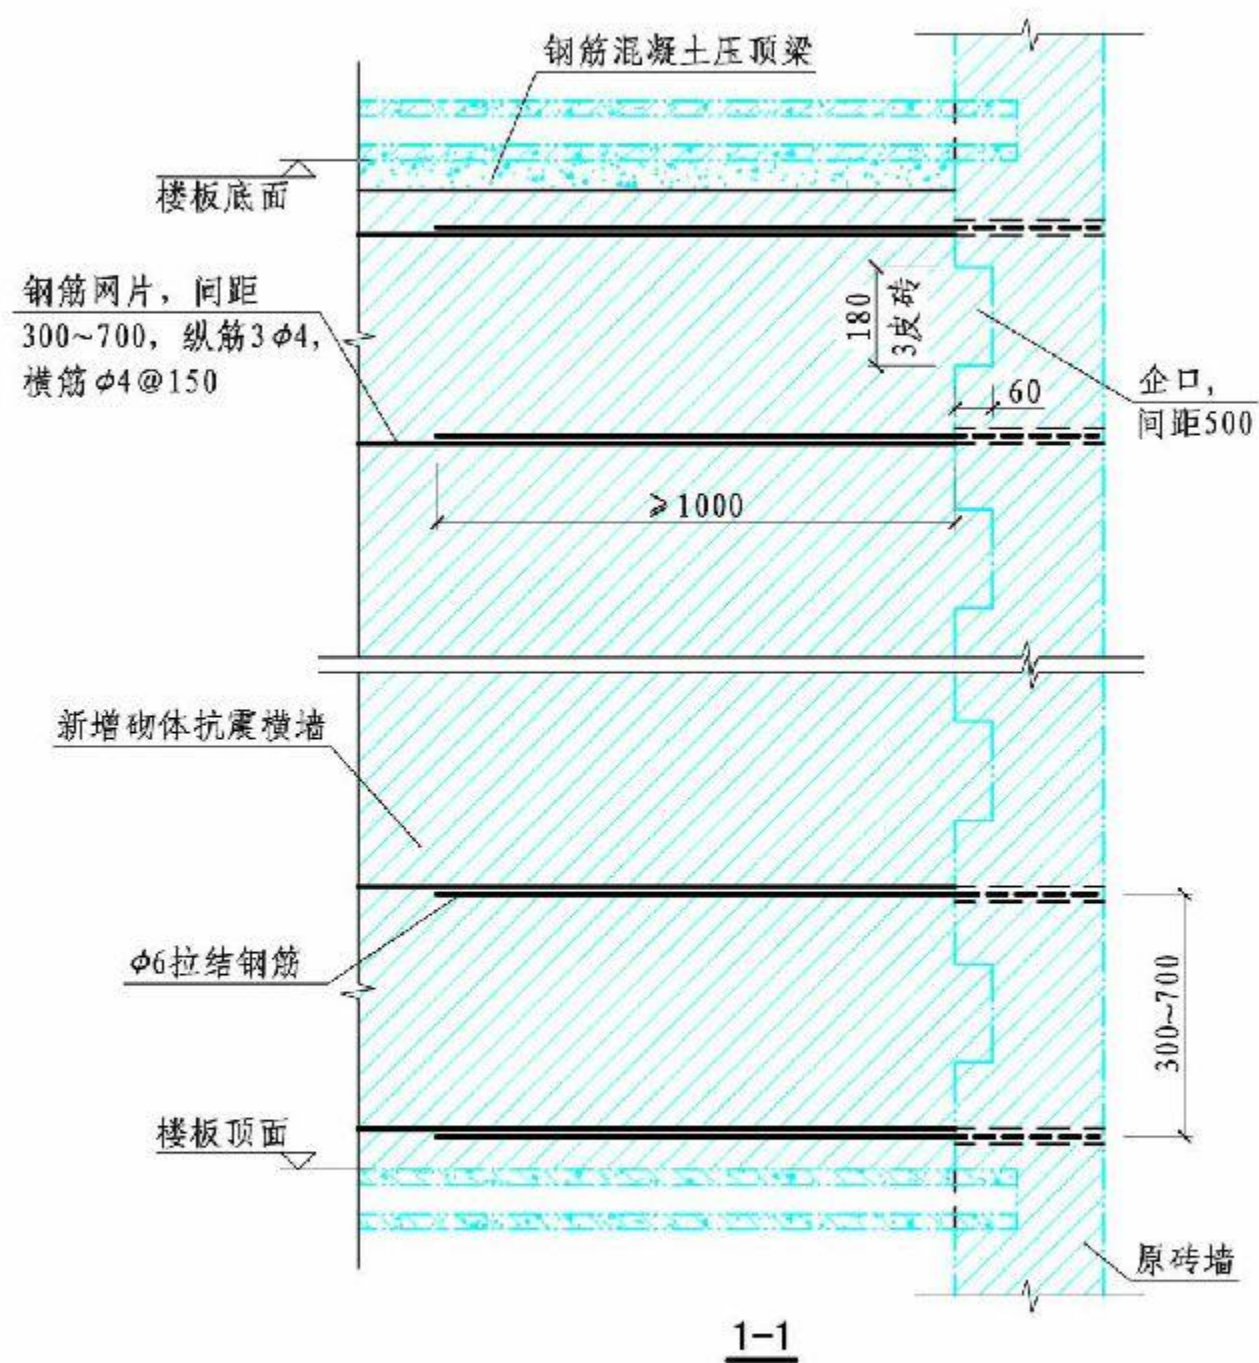 钢筋混凝土压顶梁
楼板底面
钢筋网片，间距
300~700，纵筋3ϕ4，
横筋ϕ4@150
180
3皮砖
60
企口，
间距500
≥1000
新增砌体抗震横墙
ϕ6拉结钢筋
300~700
楼板顶面
原砖墙
1-1